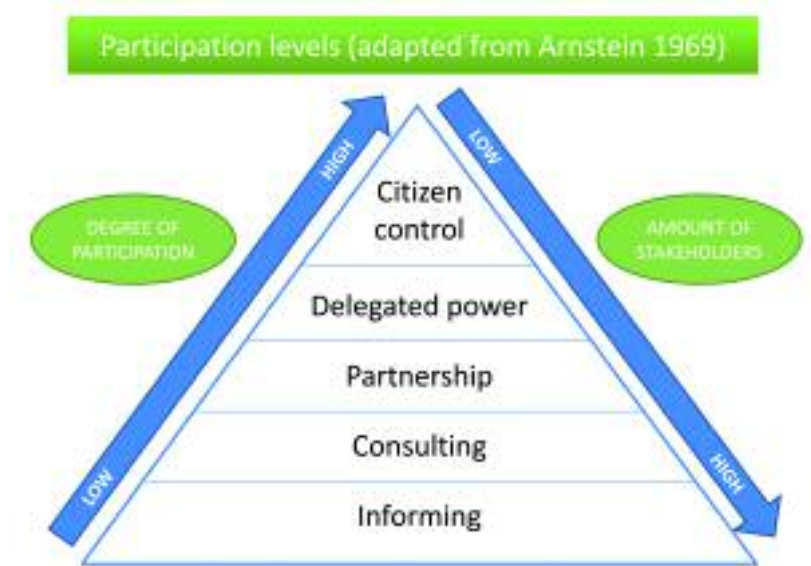 Participation levels (adapted from Arnstein 1969)
HIGH
LOW
Citizen
control
DEGREE OF
PARTICIPATION
AMOUNT OF
STAKEHOLDERS
Delegated power
Partnership
Consulting
LOW
HIGH
Informing